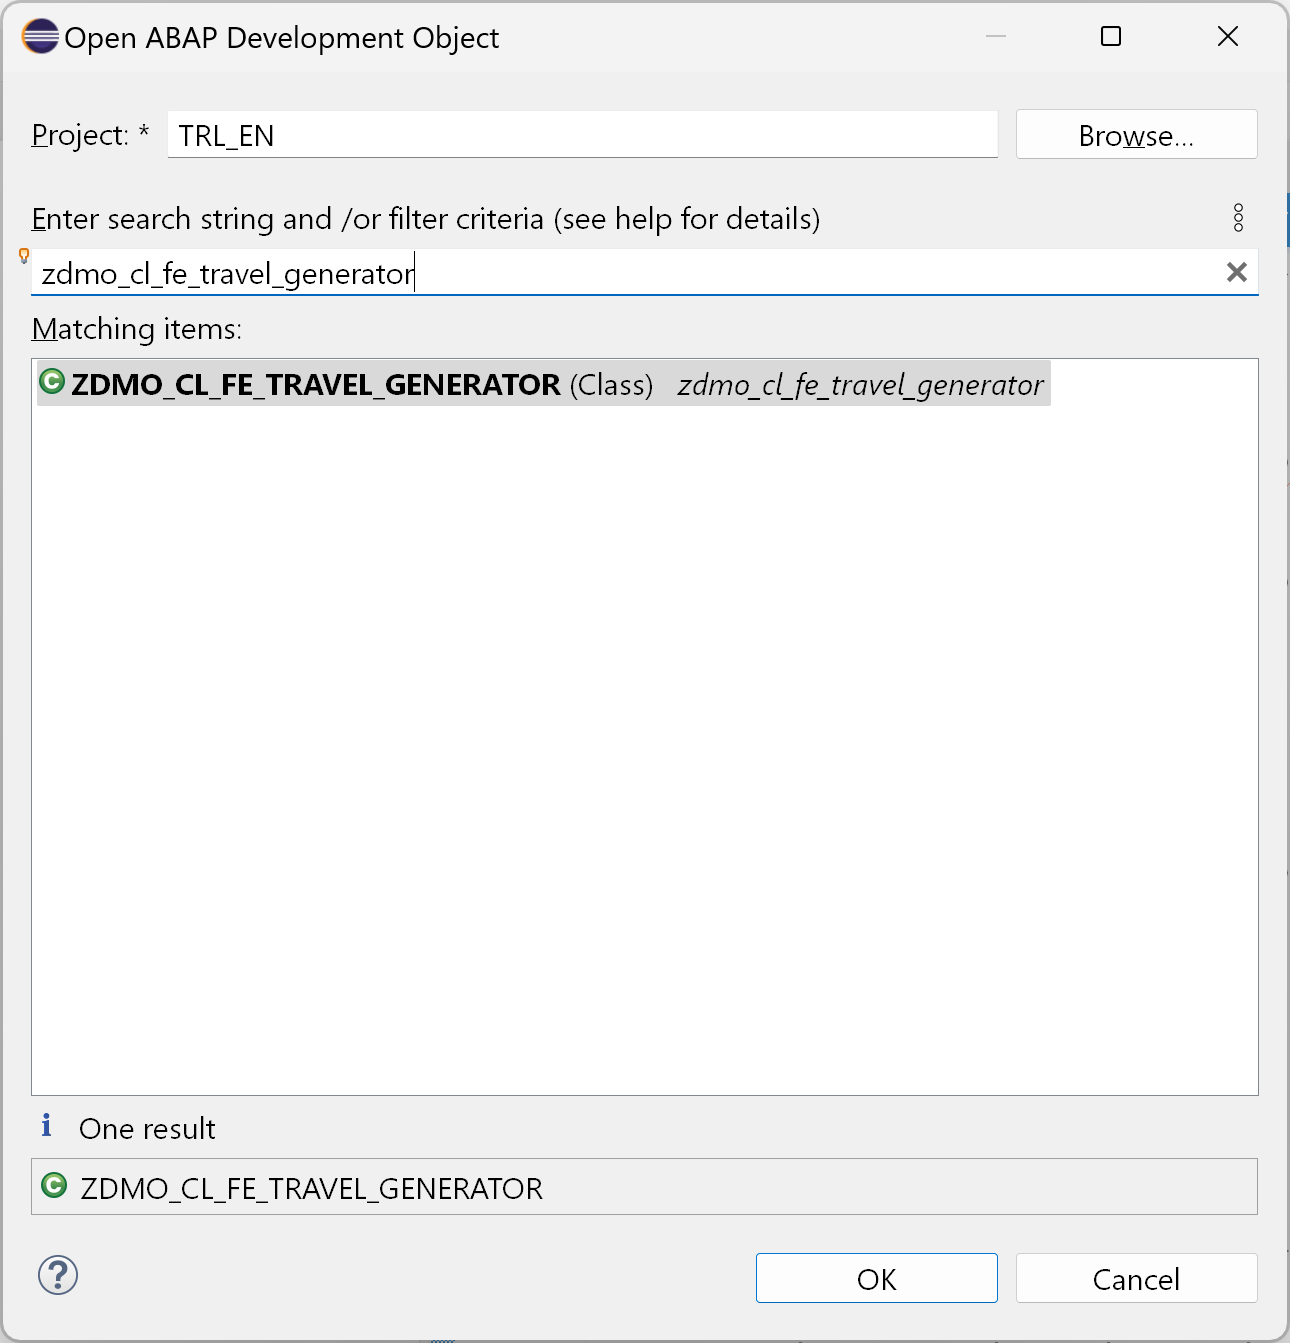 Open ABAP Development Object
Project: * TRL_EN Browse...
Enter search string and /or filter criteria (see help for details)
zdmo_cl_fe_travel_generator
Matching items:
ZDMO_CL_FE_TRAVEL_GENERATOR (Class) zdmo_cl_fe_travel_generator
One result
ZDMO_CL_FE_TRAVEL_GENERATOR
OK Cancel